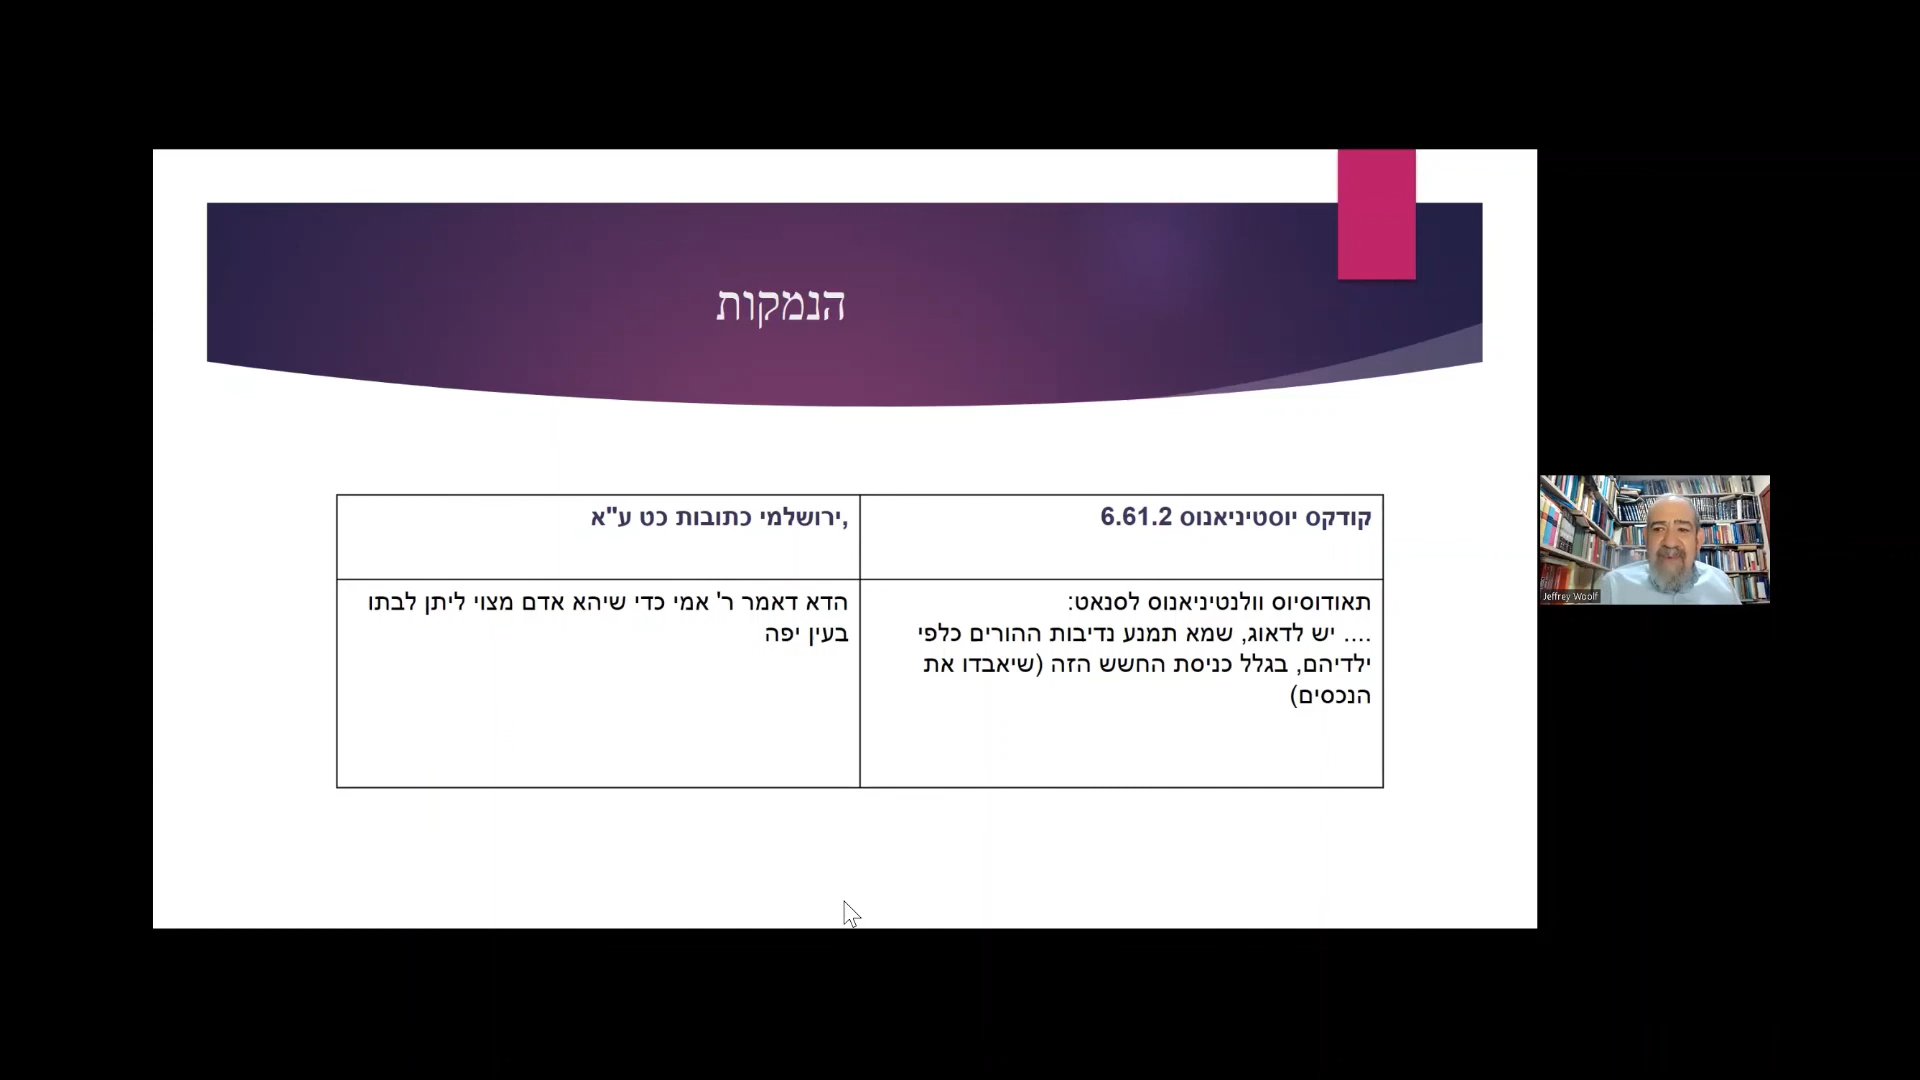 הנמקות
קודקס יוסטיניאנוס 6.61.2
תאודוסיוס וולנטיניאנוס לסנאט:
.... יש לדאוג, שמא תמנע נדיבות ההורים כלפי
ילדיהם, בגלל כניסת החשש הזה (שיאבדו את
הנכסים)
,ירושלמי כתובות כט ע"א
הדא דאמר ר' אמי כדי שיהא אדם מצוי ליתן לבתו
בעין יפה
Jeffrey Woolf